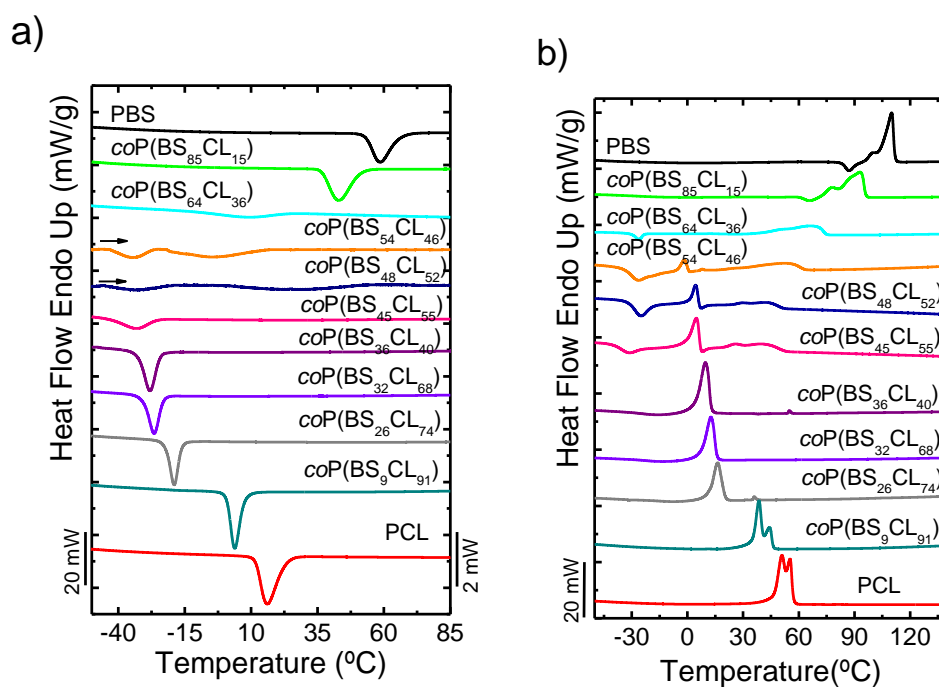 a)
Heat Flow Endo Up (mW/g)
PBS
coP(BS85CL15)
coP(BS64CL36)
coP(BS54CL46)
coP(BS48CL52)
coP(BS45CL55)
coP(BS36CL40)
coP(BS32CL68)
coP(BS26CL74)
coP(BS9CL91)
PCL
20 mW
2 mW
-40 -15 10 35 60 85
Temperature (ºC)
b)
Heat Flow Endo Up (mW/g)
PBS
coP(BS85CL15)
coP(BS64CL36)
coP(BS54CL46)
coP(BS48CL52)
coP(BS45CL55)
coP(BS36CL40)
coP(BS32CL68)
coP(BS26CL74)
coP(BS9CL91)
PCL
20 mW
-30 0 30 60 90 120
Temperature(ºC)